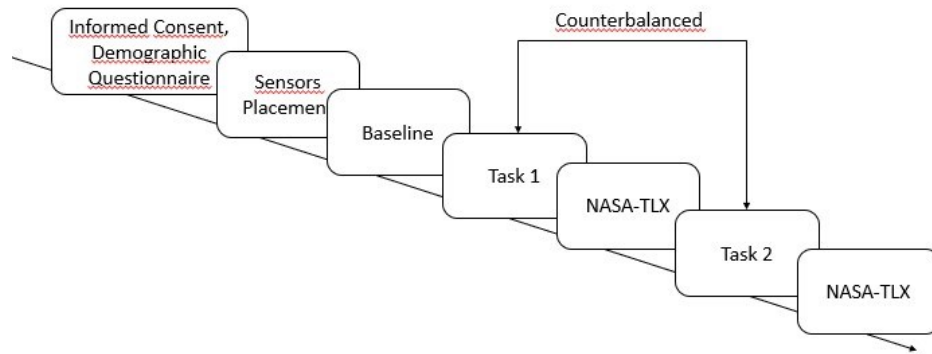 Counterbalanced
Informed Consent,
Demographic
Questionnaire
Sensors
Placemen
Baseline
Task 1
NASA-TLX
Task 2
NASA-TLX